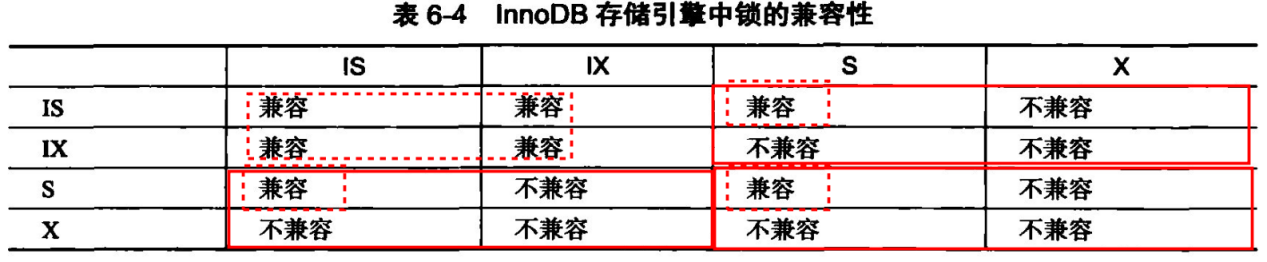 表 6-4 InnoDB 存储引擎中锁的兼容性
IS IX S X
IS 兼容 兼容 兼容 不兼容
IX 兼容 兼容 不兼容 不兼容
S 兼容 不兼容 兼容 不兼容
X 不兼容 不兼容 不兼容 不兼容